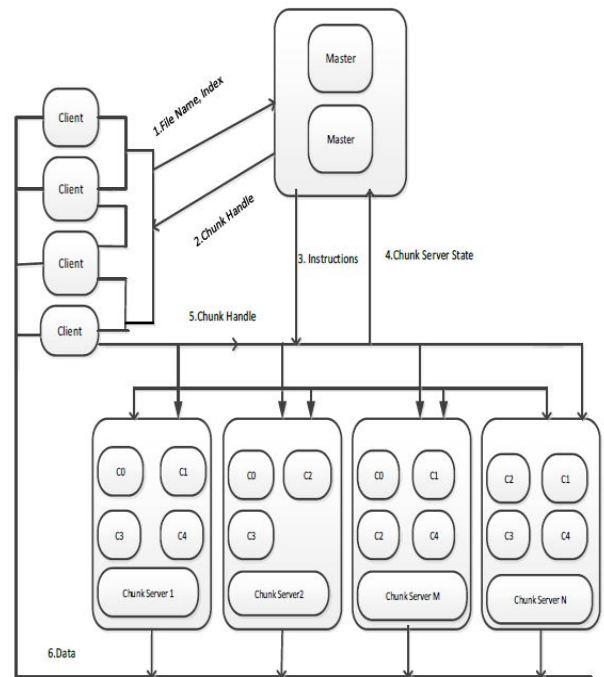 Master
Master
Client
Client
Client
Client
1.File Name, Index
2.Chunk Handle
3. Instructions
4.Chunk Server State
5.Chunk Handle
C0 C1
C3 C4
Chunk Server 1
C0 C2
C3
Chunk Server2
C0 C1
C2 C4
Chunk Server M
C2 C1
C3 C4
Chunk Server N
6.Data